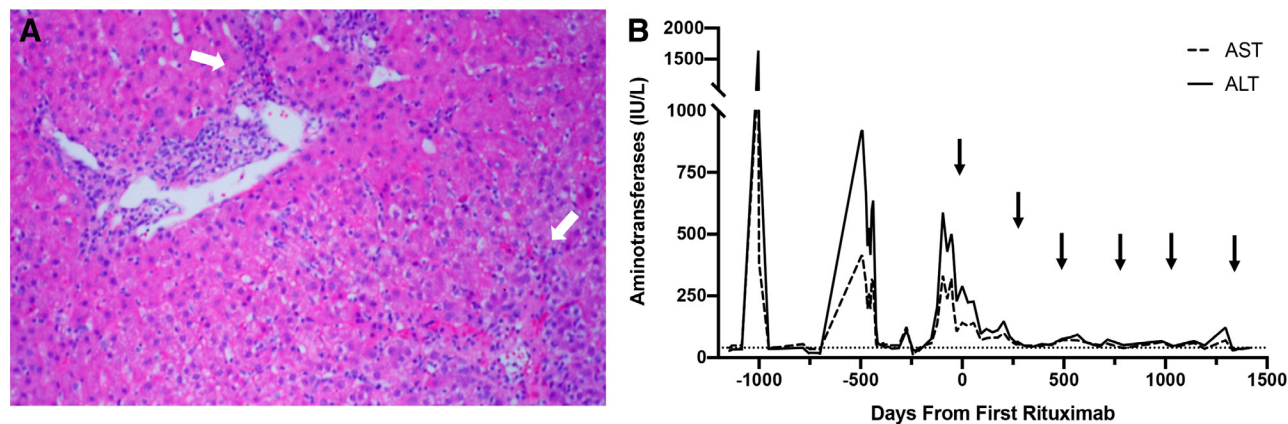 A
B
2000
1500
1000
750
500
250
0
Aminotransferases (IU/L)
AST
ALT
-1000 -500 0 500 1000 1500
Days From First Rituximab